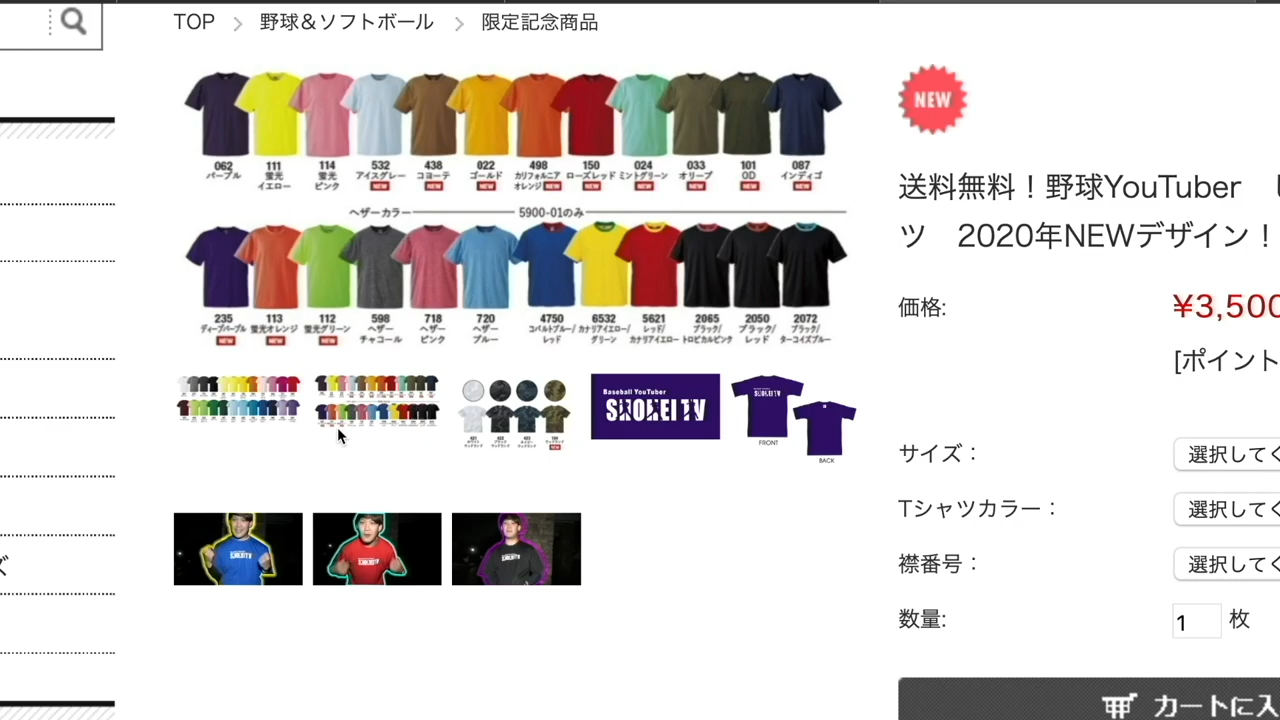 TOP > 野球＆ソフトボール > 限定記念商品
062 111 114 532 438 022 498 150 024 033 101 087
パープル 蛍光イエロー 蛍光ピンク アイスグレー コヨーテ ゴールド カリフォルニアオレンジ ローズレッド ミントグリーン オリーブ OD インディゴ
NEW NEW NEW NEW NEW NEW NEW NEW NEW
ヘザーカラー 5900-01のみ
235 113 112 598 718 720 4750 6532 5621 2065 2050 2072
ディープパープル 蛍光オレンジ 蛍光グリーン ヘザーチャコール ヘザーピンク ヘザーブルー コバルトブルー/レッド カナリアイエロー/グリーン レッド/カナリアイエロー ブラック/トロピカルピンク ブラック/レッド ブラック/ターコイズブルー
NEW NEW NEW
Baseball YouTuber
SHOHEI TV
FRONT
BACK
NEW
送料無料！野球YouTuber
ツ 2020年NEWデザイン！
価格: ¥3,500
[ポイント
サイズ： 選択してく
Tシャツカラー： 選択してく
襟番号： 選択してく
数量: 1 枚
カートに入
ズ